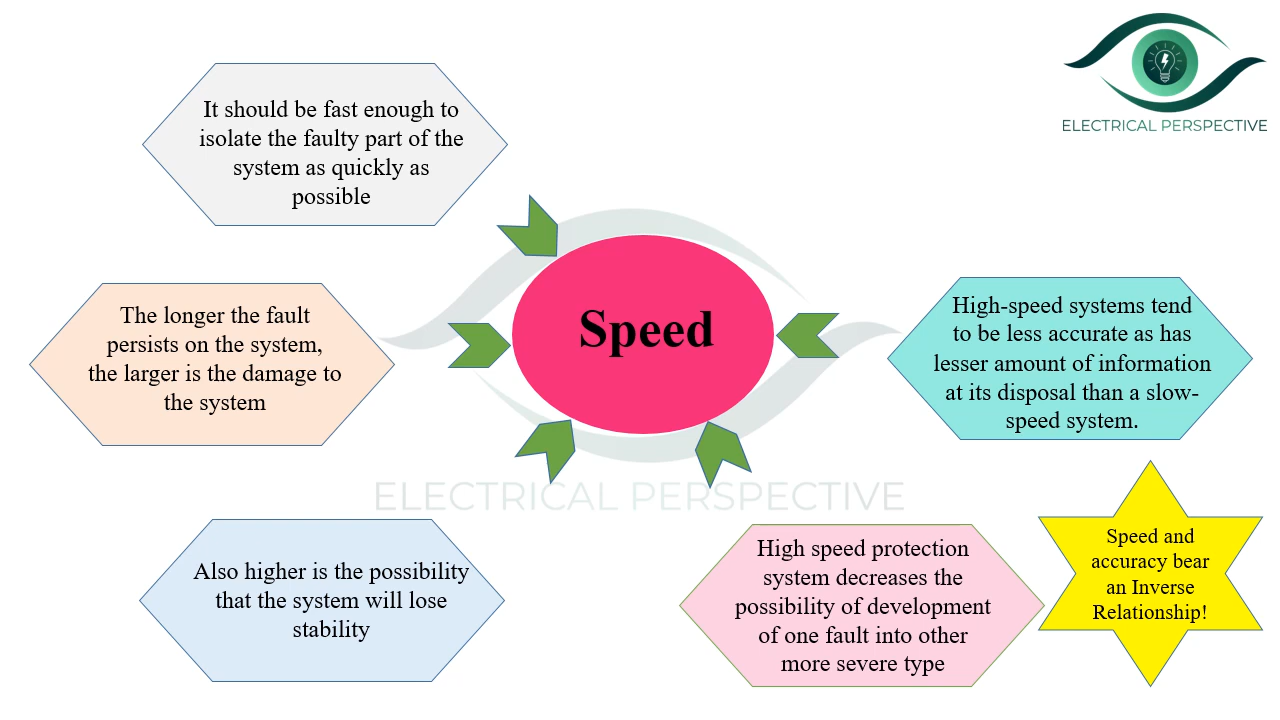 ELECTRICAL PERSPECTIVE
It should be fast enough to
isolate the faulty part of the
system as quickly as
possible
The longer the fault
persists on the system,
the larger is the damage to
the system
Speed
High-speed systems tend
to be less accurate as has
lesser amount of information
at its disposal than a slow-
speed system.
ELECTRICAL PERSPECTIVE
Also higher is the possibility
that the system will lose
stability
High speed protection
system decreases the
possibility of development
of one fault into other
more severe type
Speed and
accuracy bear
an Inverse
Relationship!